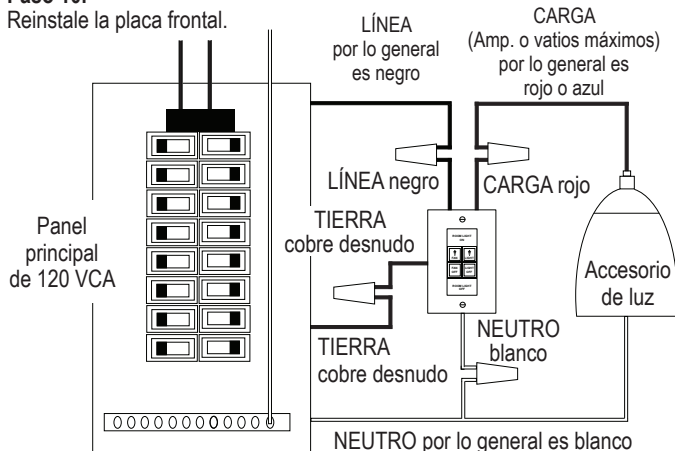 Reinstale la placa frontal.
LÍNEA
por lo general
es negro
CARGA
(Amp. o vatios máximos)
por lo general es
rojo o azul
LÍNEA negro
CARGA rojo
TIERRA
cobre desnudo
Panel
principal
de 120 VCA
Accesorio
de luz
NEUTRO
blanco
TIERRA
cobre desnudo
NEUTRO por lo general es blanco